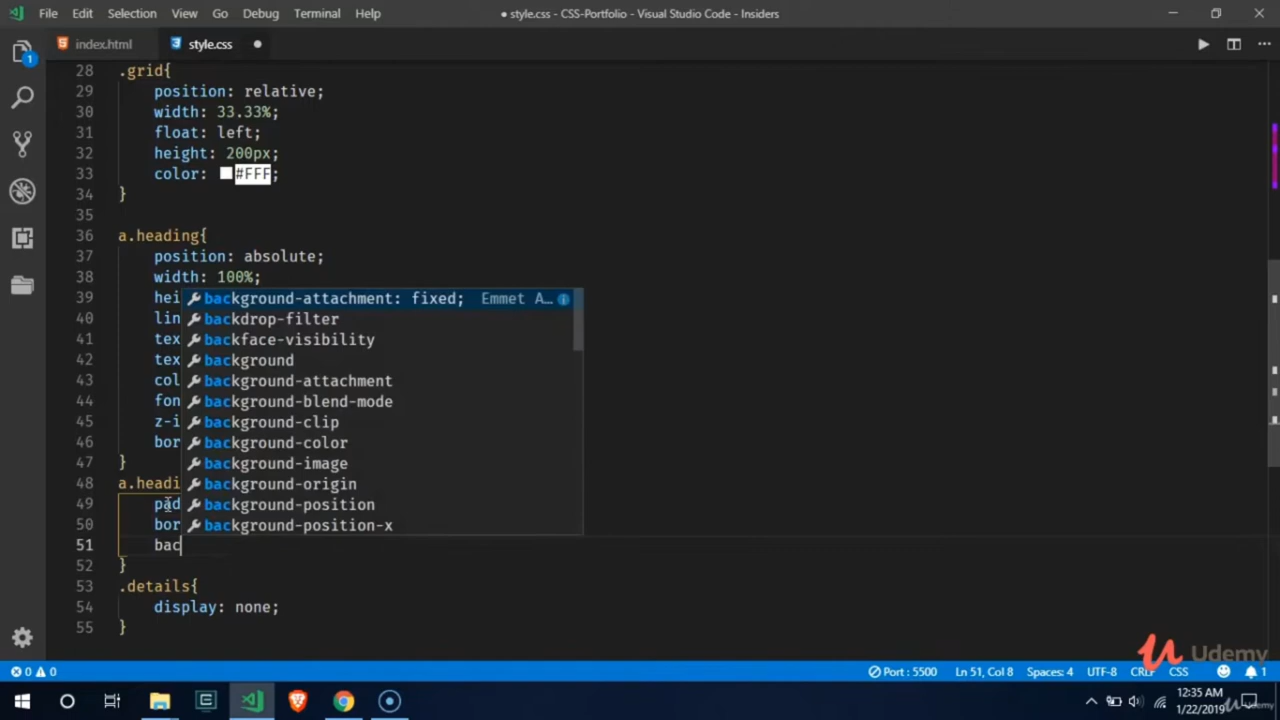 File Edit Selection View Go Debug Terminal Help
● style.css - CSS-Portfolio - Visual Studio Code - Insiders
index.html style.css
28 .grid{
29 position: relative;
30 width: 33.33%;
31 float: left;
32 height: 200px;
33 color: #FFF;
34 }
35
36 a.heading{
37 position: absolute;
38 width: 100%;
39 hei background-attachment: fixed; Emmet A...
40 lin backdrop-filter
41 tex backface-visibility
42 tex background
43 col background-attachment
44 fon background-blend-mode
45 z-i background-clip
46 bor background-color
47 } background-image
48 a.headi background-origin
49 pad background-position
50 bor background-position-x
51 bac
52 }
53 .details{
54 display: none;
55 }
1
0 0 Port : 5500 Ln 51, Col 8 Spaces: 4 UTF-8 CRLF CSS 1
Udemy
12:35 AM
1/22/2019
Udemy